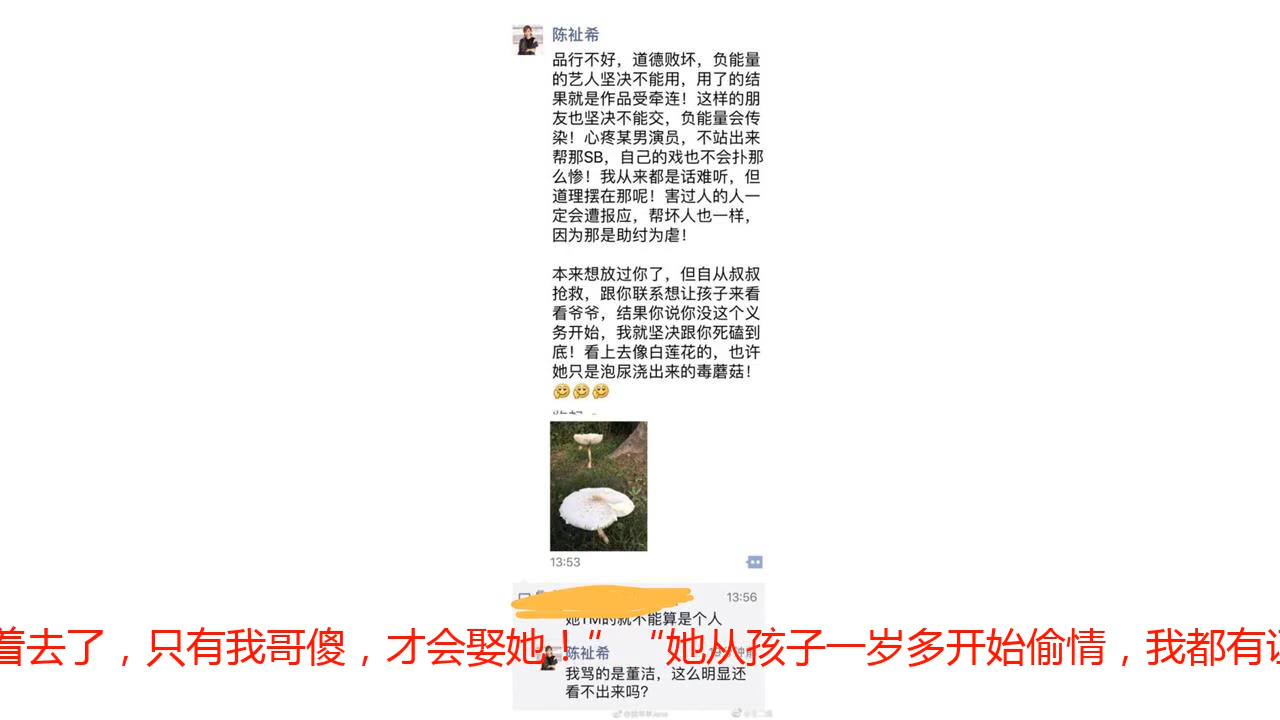 陈祉希
品行不好，道德败坏，负能量
的艺人坚决不能用，用了的结
果就是作品受牵连！这样的朋
友也坚决不能交，负能量会传
染！心疼某男演员，不站出来
帮那SB，自己的戏也不会扑那
么惨！我从来都是话难听，但
道理摆在那呢！害过人的人一
定会遭报应，帮坏人也一样，
因为那是助纣为虐！
本来想放过你了，但自从叔叔
抢救，跟你联系想让孩子来看
看爷爷，结果你说你没这个义
务开始，我就坚决跟你死磕到
底！看上去像白莲花的，也许
她只是泡尿浇出来的毒蘑菇！
13:53
13:56
她TM的就不能算是个人
着去了，只有我哥傻，才会娶她！“ “她从孩子一岁多开始偷情，我都有证
陈祉希
我骂的是董洁，这么明显还
看不出来吗？